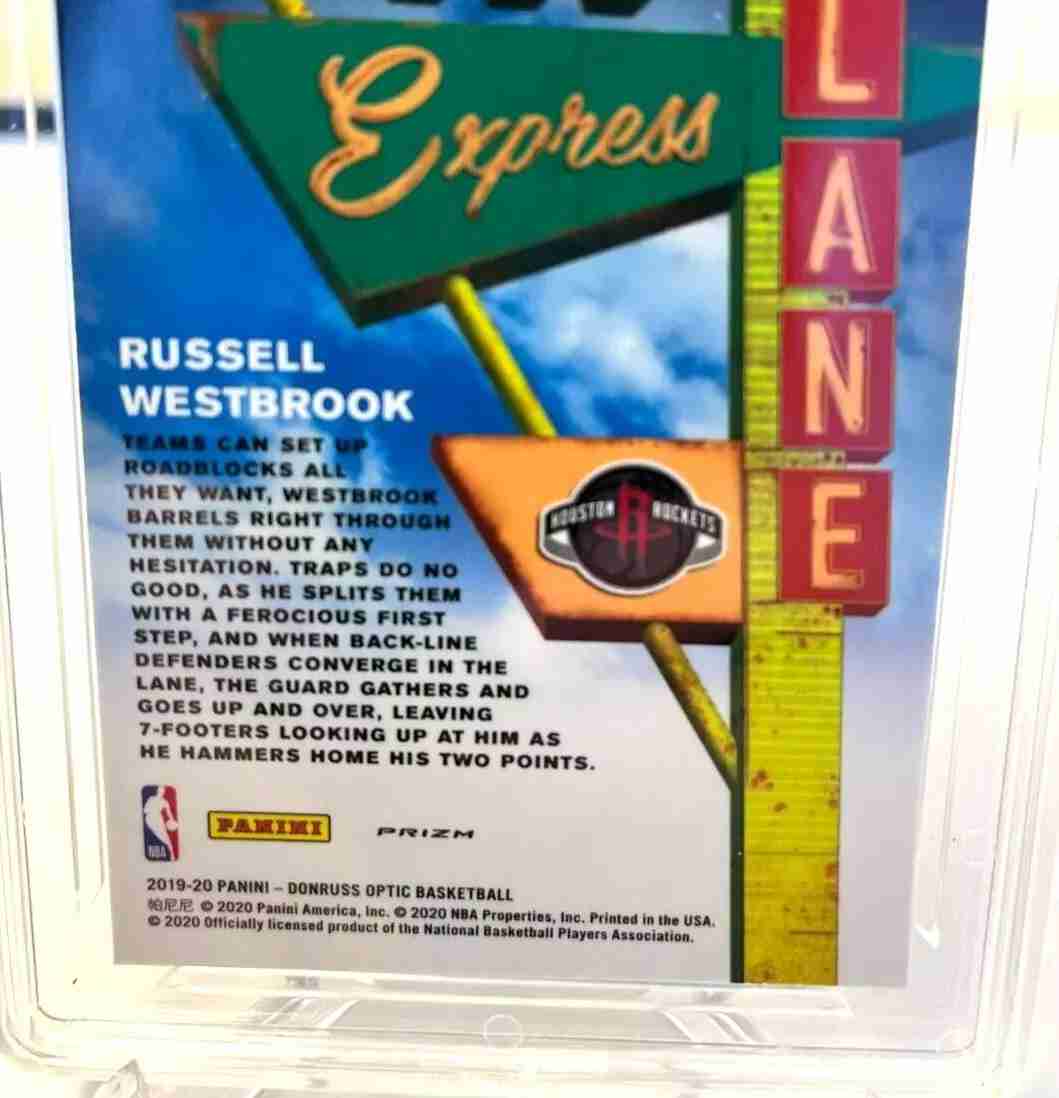 Express
L
A
N
E
RUSSELL
WESTBROOK
TEAMS CAN SET UP
ROADBLOCKS ALL
THEY WANT, WESTBROOK
BARRELS RIGHT THROUGH
THEM WITHOUT ANY
HESITATION. TRAPS DO NO
GOOD, AS HE SPLITS THEM
WITH A FEROCIOUS FIRST
STEP, AND WHEN BACK-LINE
DEFENDERS CONVERGE IN THE
LANE, THE GUARD GATHERS AND
GOES UP AND OVER, LEAVING
7-FOOTERS LOOKING UP AT HIM AS
HE HAMMERS HOME HIS TWO POINTS.
HOUSTON R ROCKETS
NBA
PANINI
PRIZM
2019-20 PANINI – DONRUSS OPTIC BASKETBALL
帕尼尼 © 2020 Panini America, Inc. © 2020 NBA Properties, Inc. Printed in the USA.
© 2020 Officially licensed product of the National Basketball Players Association.